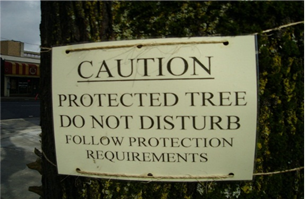 CAUTION
PROTECTED TREE
DO NOT DISTURB
FOLLOW PROTECTION
REQUIREMENTS